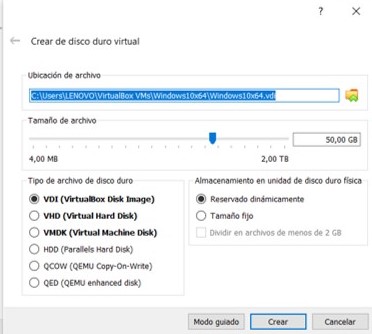 ?
Crear de disco duro virtual
Ubicación de archivo
C:\Users\LENOVO\VirtualBox VMs\Windows10x64\Windows10x64.vdi
Tamaño de archivo
50,00 GB
4,00 MB 2,00 TB
Tipo de archivo de disco duro
VDI (VirtualBox Disk Image)
VHD (Virtual Hard Disk)
VMDK (Virtual Machine Disk)
HDD (Parallels Hard Disk)
QCOW (QEMU Copy-On-Write)
QED (QEMU enhanced disk)
Almacenamiento en unidad de disco duro física
Reservado dinámicamente
Tamaño fijo
Dividir en archivos de menos de 2 GB
Modo guiado Crear Cancelar